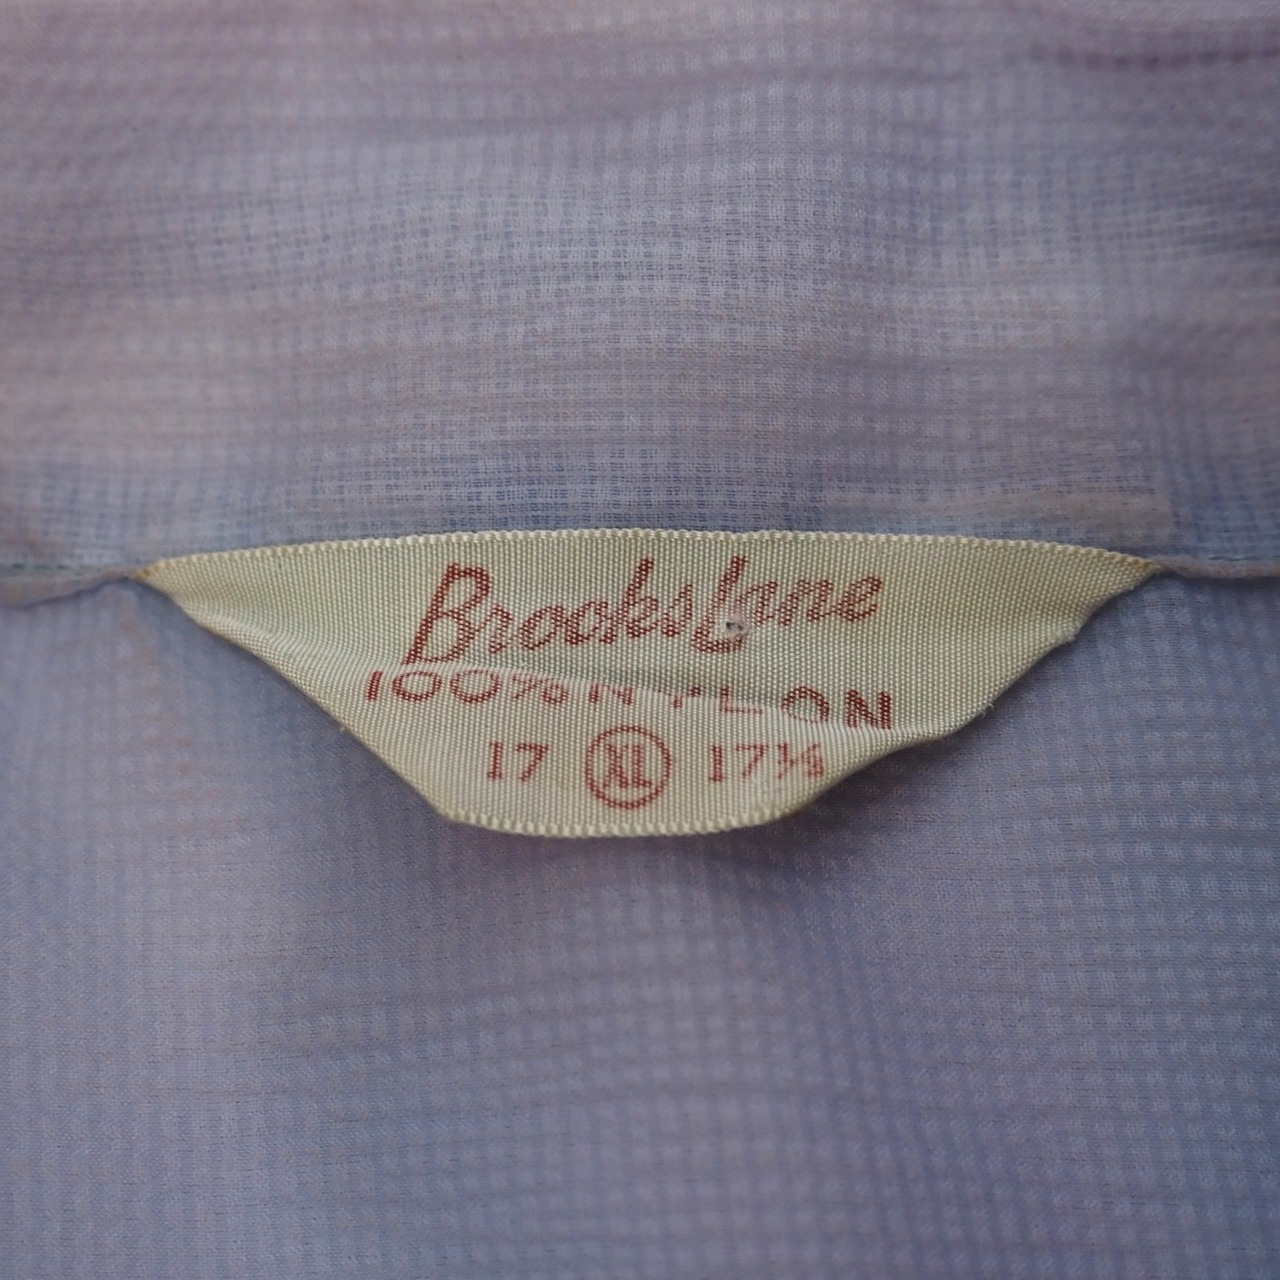 Brookslane
100% NYLON
17 XL 17½